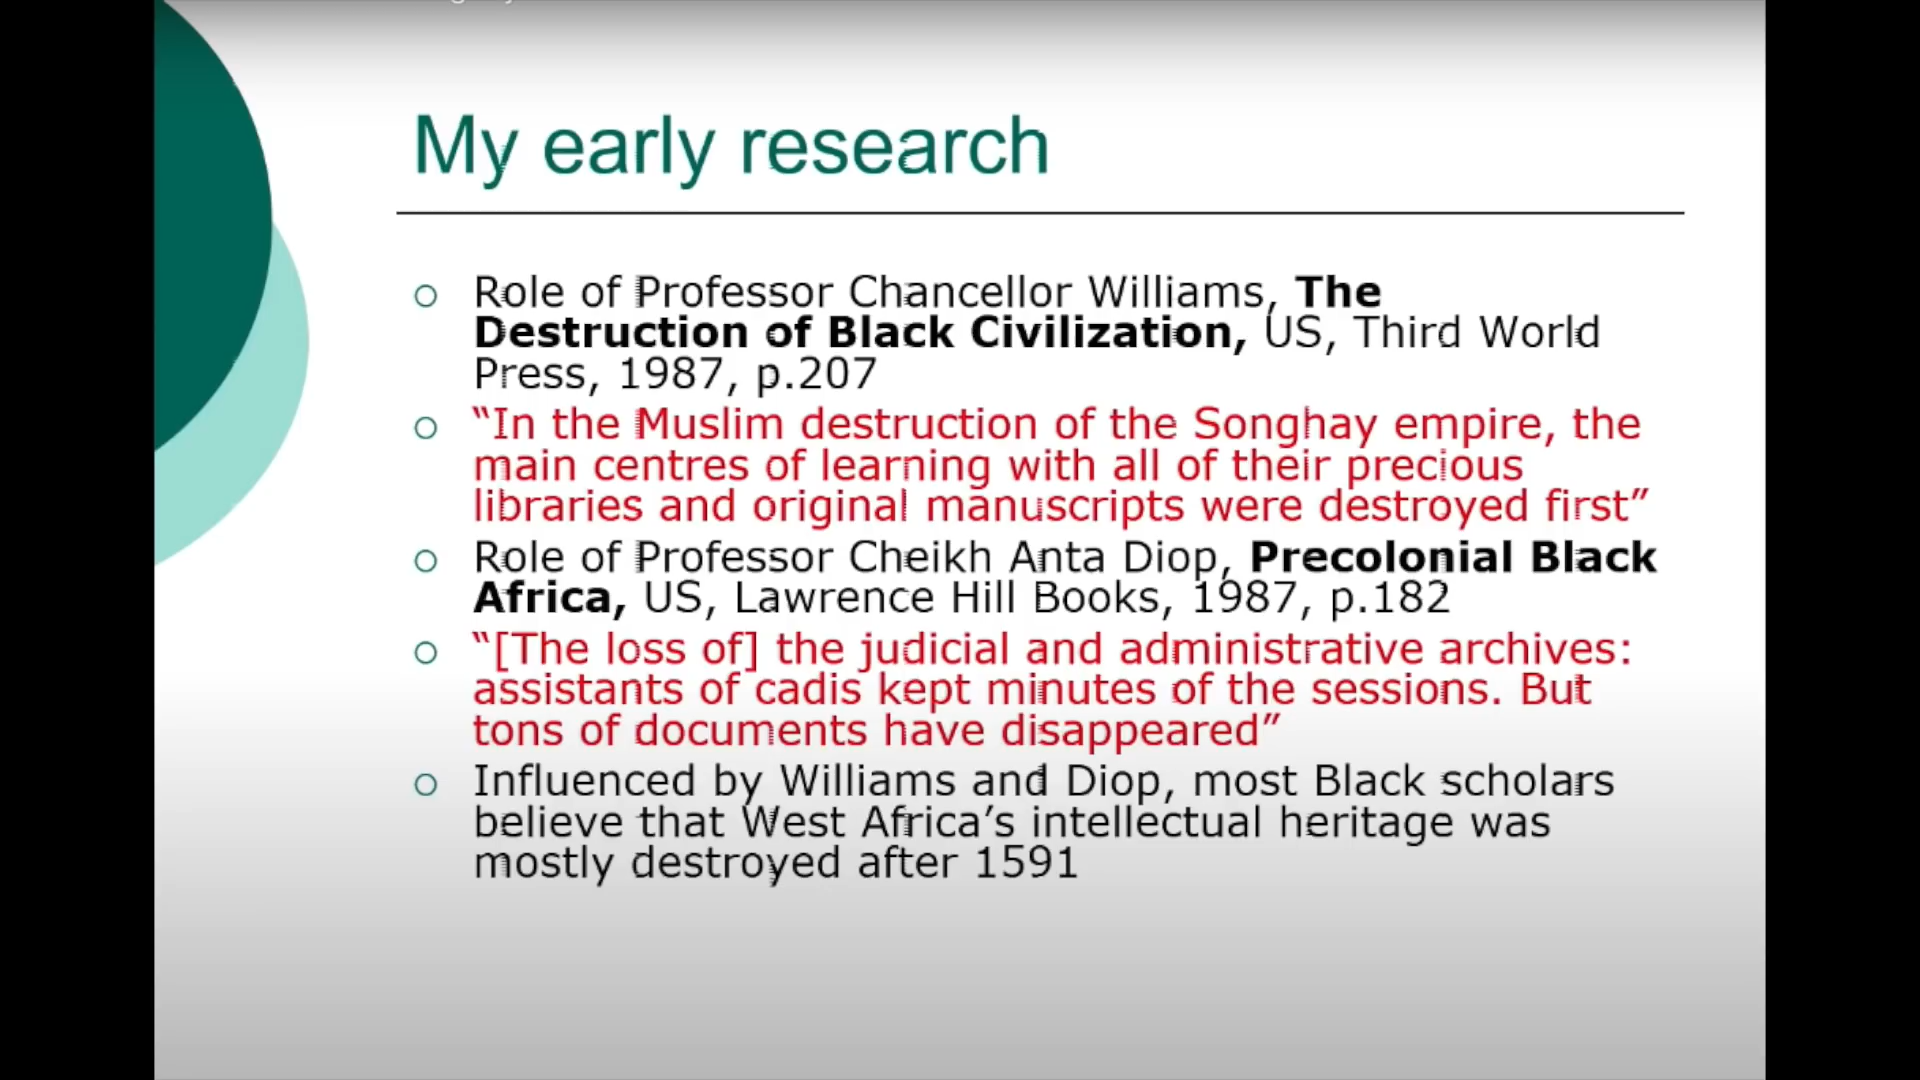 My early research
Role of Professor Chancellor Williams, The
Destruction of Black Civilization, US, Third World
Press, 1987, p.207
“In the Muslim destruction of the Songhay empire, the
main centres of learning with all of their precious
libraries and original manuscripts were destroyed first”
Role of Professor Cheikh Anta Diop, Precolonial Black
Africa, US, Lawrence Hill Books, 1987, p.182
“[The loss of] the judicial and administrative archives:
assistants of cadis kept minutes of the sessions. But
tons of documents have disappeared”
Influenced by Williams and Diop, most Black scholars
believe that West Africa’s intellectual heritage was
mostly destroyed after 1591